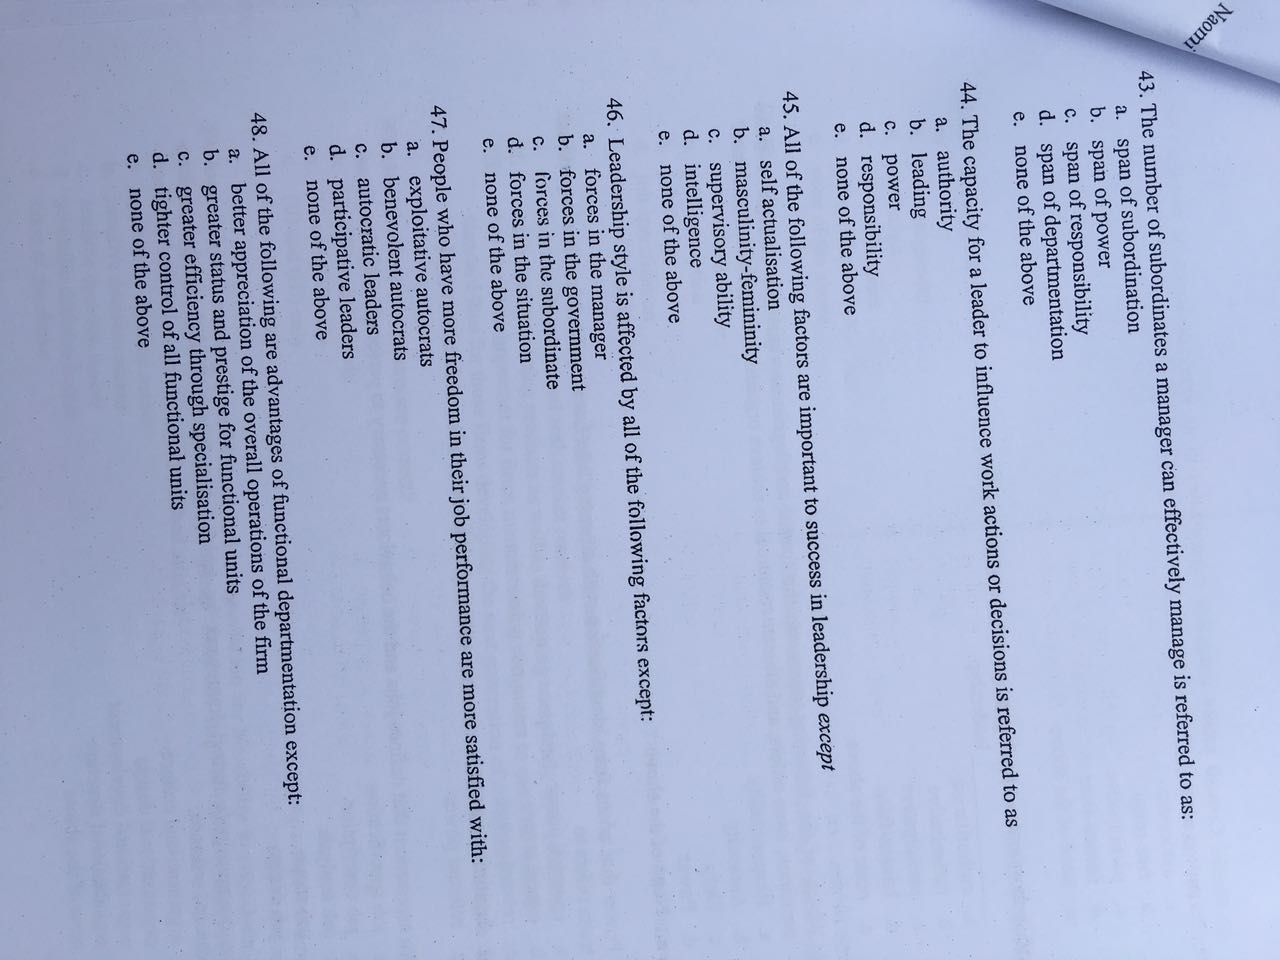 Naomi
43. The number of subordinates a manager can effectively manage is referred to as:
a. span of subordination
b. span of power
c. span of responsibility
d. span of departmentation
e. none of the above
44. The capacity for a leader to influence work actions or decisions is referred to as
a. authority
b. leading
c. power
d. responsibility
e. none of the above
45. All of the following factors are important to success in leadership except
a. self actualisation
b. masculinity-femininity
c. supervisory ability
d. intelligence
e. none of the above
46. Leadership style is affected by all of the following factors except:
a. forces in the manager
b. forces in the government
c. forces in the subordinate
d. forces in the situation
e. none of the above
47. People who have more freedom in their job performance are more satisfied with:
a. exploitative autocrats
b. benevolent autocrats
c. autocratic leaders
d. participative leaders
e. none of the above
48. All of the following are advantages of functional departmentation except:
a. better appreciation of the overall operations of the firm
b. greater status and prestige for functional units
c. greater efficiency through specialisation
d. tighter control of all functional units
e. none of the above